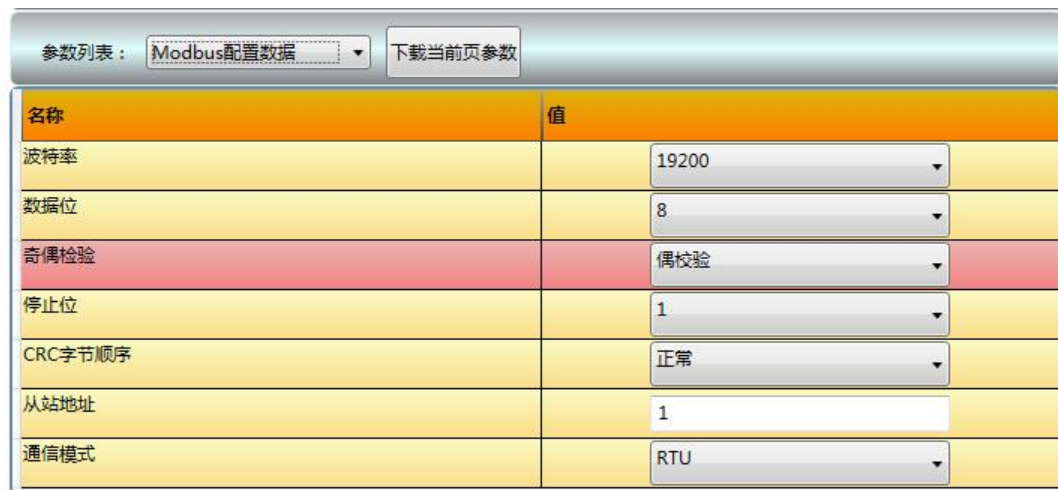 参数列表： Modbus配置数据 下载当前页参数
名称 值
波特率 19200
数据位 8
奇偶检验 偶校验
停止位 1
CRC字节顺序 正常
从站地址 1
通信模式 RTU